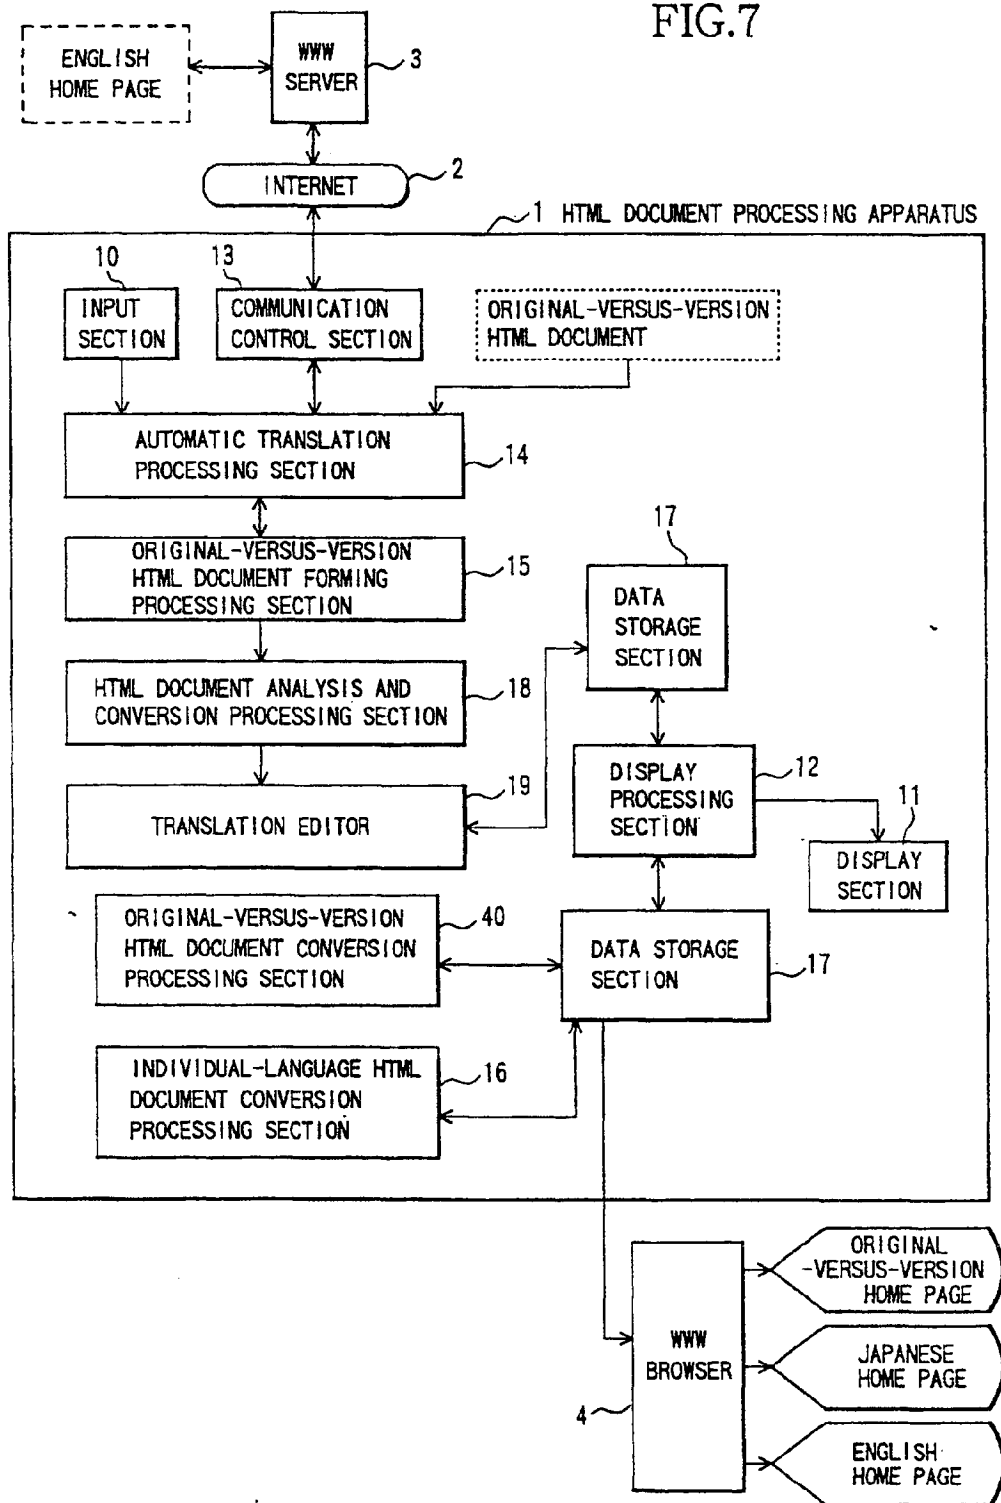 FIG.7
ENGLISH
HOME PAGE
WWW
SERVER
3
INTERNET
2
1 HTML DOCUMENT PROCESSING APPARATUS
10
INPUT
SECTION
13
COMMUNICATION
CONTROL SECTION
ORIGINAL-VERSUS-VERSION
HTML DOCUMENT
AUTOMATIC TRANSLATION
PROCESSING SECTION
14
ORIGINAL-VERSUS-VERSION
HTML DOCUMENT FORMING
PROCESSING SECTION
15
17
DATA
STORAGE
SECTION
HTML DOCUMENT ANALYSIS AND
CONVERSION PROCESSING SECTION
18
TRANSLATION EDITOR
19
DISPLAY
PROCESSING
SECTION
12
11
DISPLAY
SECTION
ORIGINAL-VERSUS-VERSION
HTML DOCUMENT CONVERSION
PROCESSING SECTION
40
DATA STORAGE
SECTION
17
INDIVIDUAL-LANGUAGE HTML
DOCUMENT CONVERSION
PROCESSING SECTION
16
WWW
BROWSER
4
ORIGINAL
-VERSUS-VERSION
HOME PAGE
JAPANESE
HOME PAGE
ENGLISH
HOME PAGE